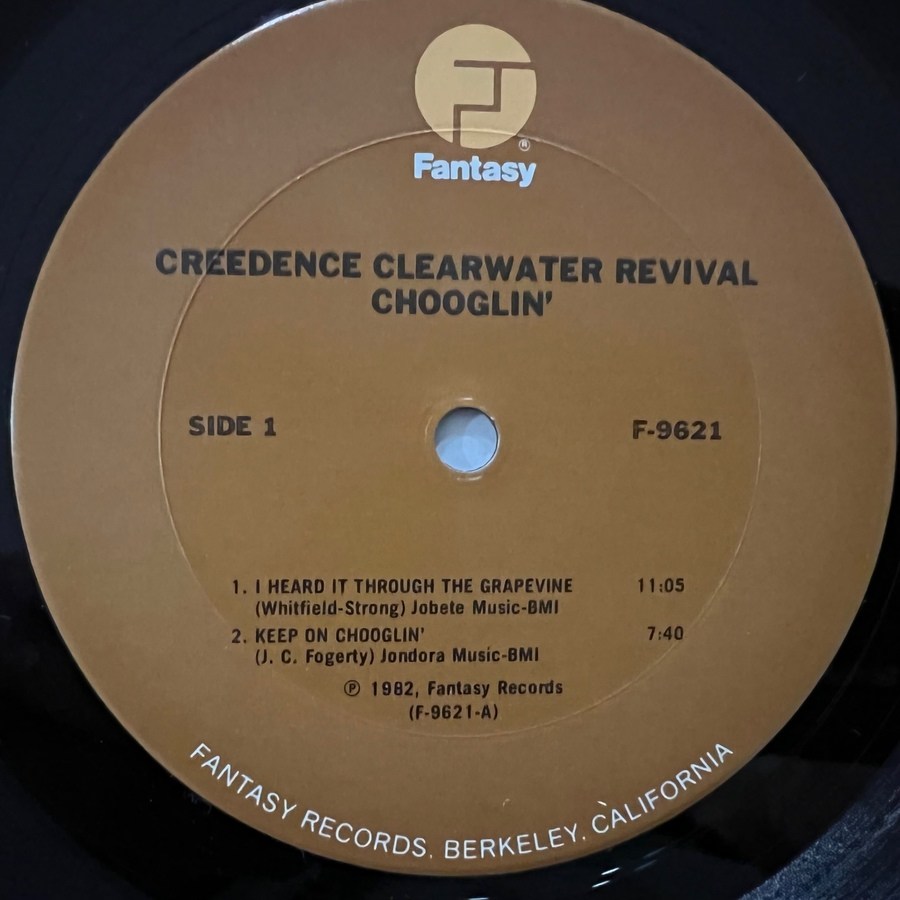 ®
Fantasy
CREEDENCE CLEARWATER REVIVAL
CHOOGLIN'
SIDE 1 F-9621
1. I HEARD IT THROUGH THE GRAPEVINE 11:05
(Whitfield-Strong) Jobete Music-BMI
2. KEEP ON CHOOGLIN' 7:40
(J. C. Fogerty) Jondora Music-BMI
℗ 1982, Fantasy Records
(F-9621-A)
FANTASY RECORDS, BERKELEY, CALIFORNIA